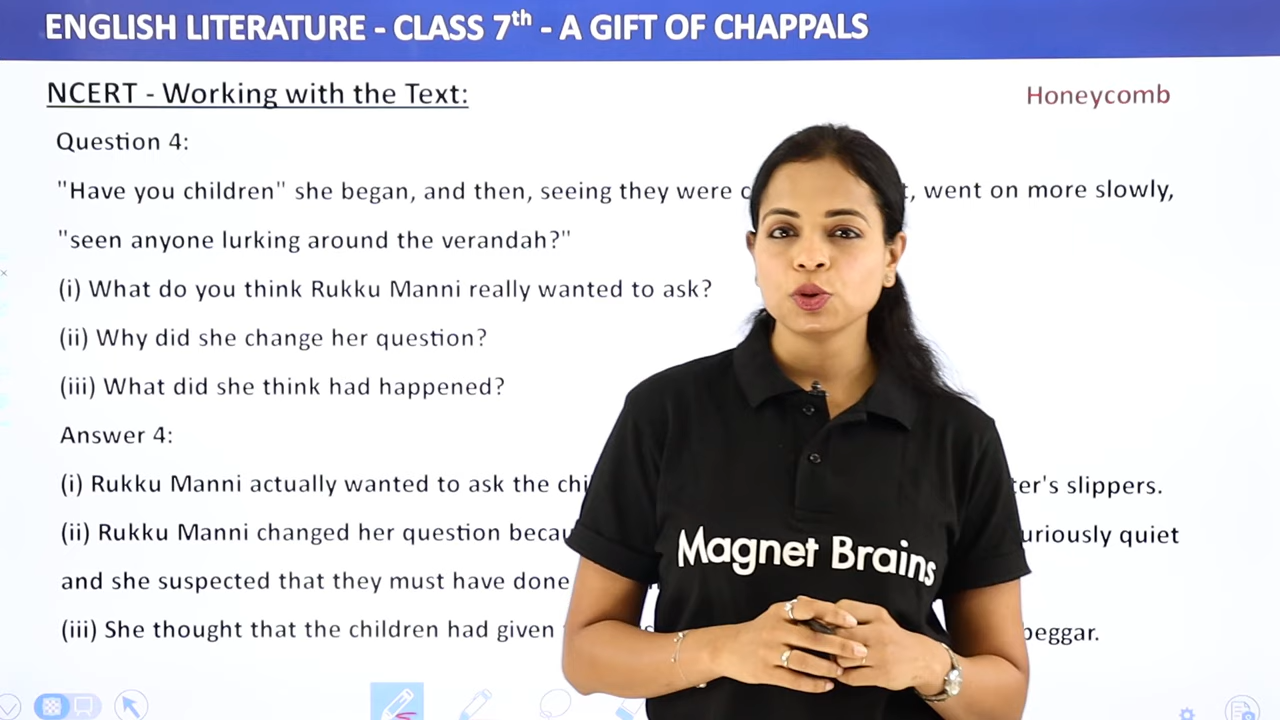 ENGLISH LITERATURE - CLASS 7th - A GIFT OF CHAPPALS
NCERT - Working with the Text:
Honeycomb
Question 4:
"Have you children" she began, and then, seeing they were , went on more slowly,
"seen anyone lurking around the verandah?"
(i) What do you think Rukku Manni really wanted to ask?
(ii) Why did she change her question?
(iii) What did she think had happened?
Answer 4:
(i) Rukku Manni actually wanted to ask the slippers.
(ii) Rukku Manni changed her question quiet
and she suspected that they must have done
(iii) She thought that the children had given beggar.
Magnet Brains